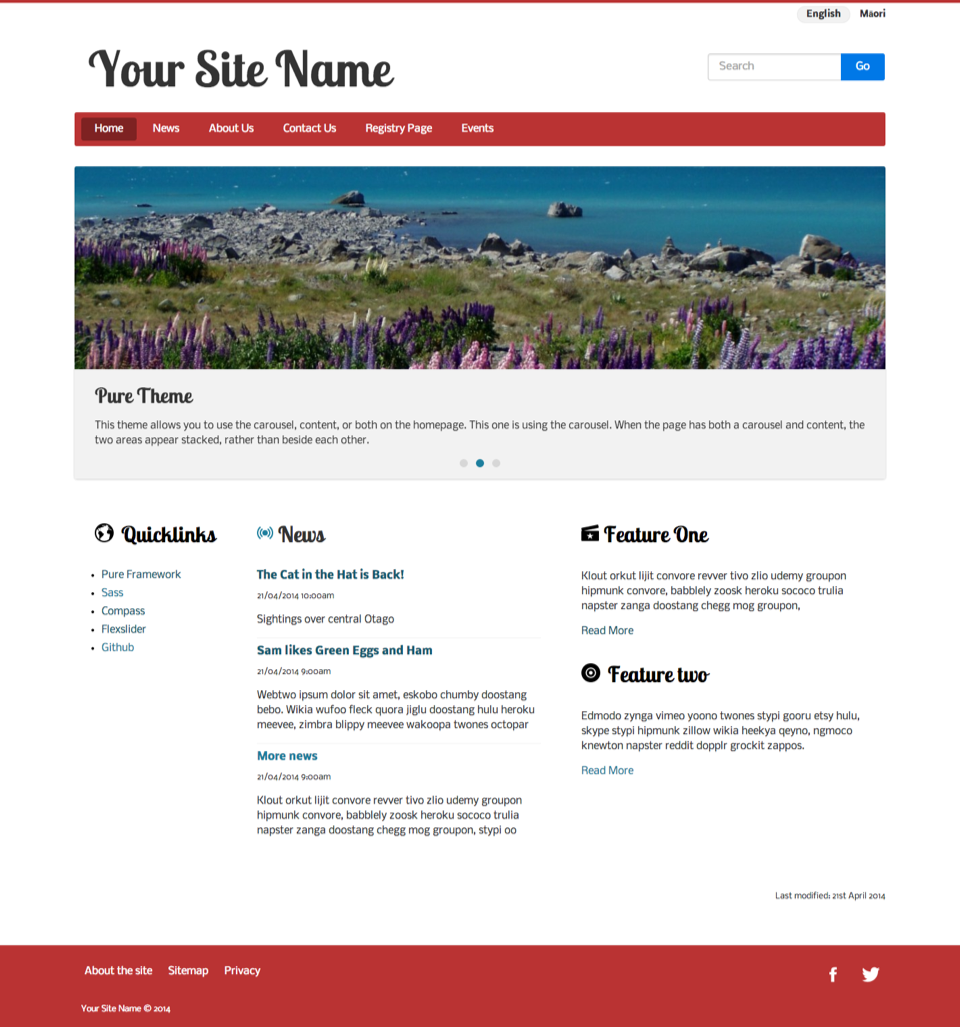 English Māori
Your Site Name
Search Go
Home News About Us Contact Us Registry Page Events
Pure Theme
This theme allows you to use the carousel, content, or both on the homepage. This one is using the carousel. When the page has both a carousel and content, the
two areas appear stacked, rather than beside each other.
Quicklinks
Pure Framework
Sass
Compass
Flexslider
Github
News
The Cat in the Hat is Back!
21/04/2014 10:00am
Sightings over central Otago
Sam likes Green Eggs and Ham
21/04/2014 9:00am
Webtwo ipsum dolor sit amet, eskobo chumby doostang
bebo. Wikia wufoo fleck quora jiglu doostang hulu heroku
meevee, zimbra blippy meevee wakoopa twones octopar
More news
21/04/2014 9:00am
Klout orkut lijit convore revver tivo zlio udemy groupon
hipmunk convore, babblely zoosk heroku sococo trulia
napster zanga doostang chegg mog groupon, stypi oo
Feature One
Klout orkut lijit convore revver tivo zlio udemy groupon
hipmunk convore, babblely zoosk heroku sococo trulia
napster zanga doostang chegg mog groupon,
Read More
Feature two
Edmodo zynga vimeo yoono twones stypi gooru etsy hulu,
skype stypi hipmunk zillow wikia heekya qeyno, ngmoco
knewton napster reddit dopplr grockit zappos.
Read More
Last modified: 21st April 2014
About the site Sitemap Privacy
Your Site Name © 2014